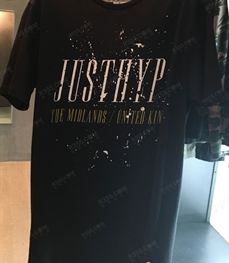 JUSTHYP
THE MIDLANDS / UNITED KIN